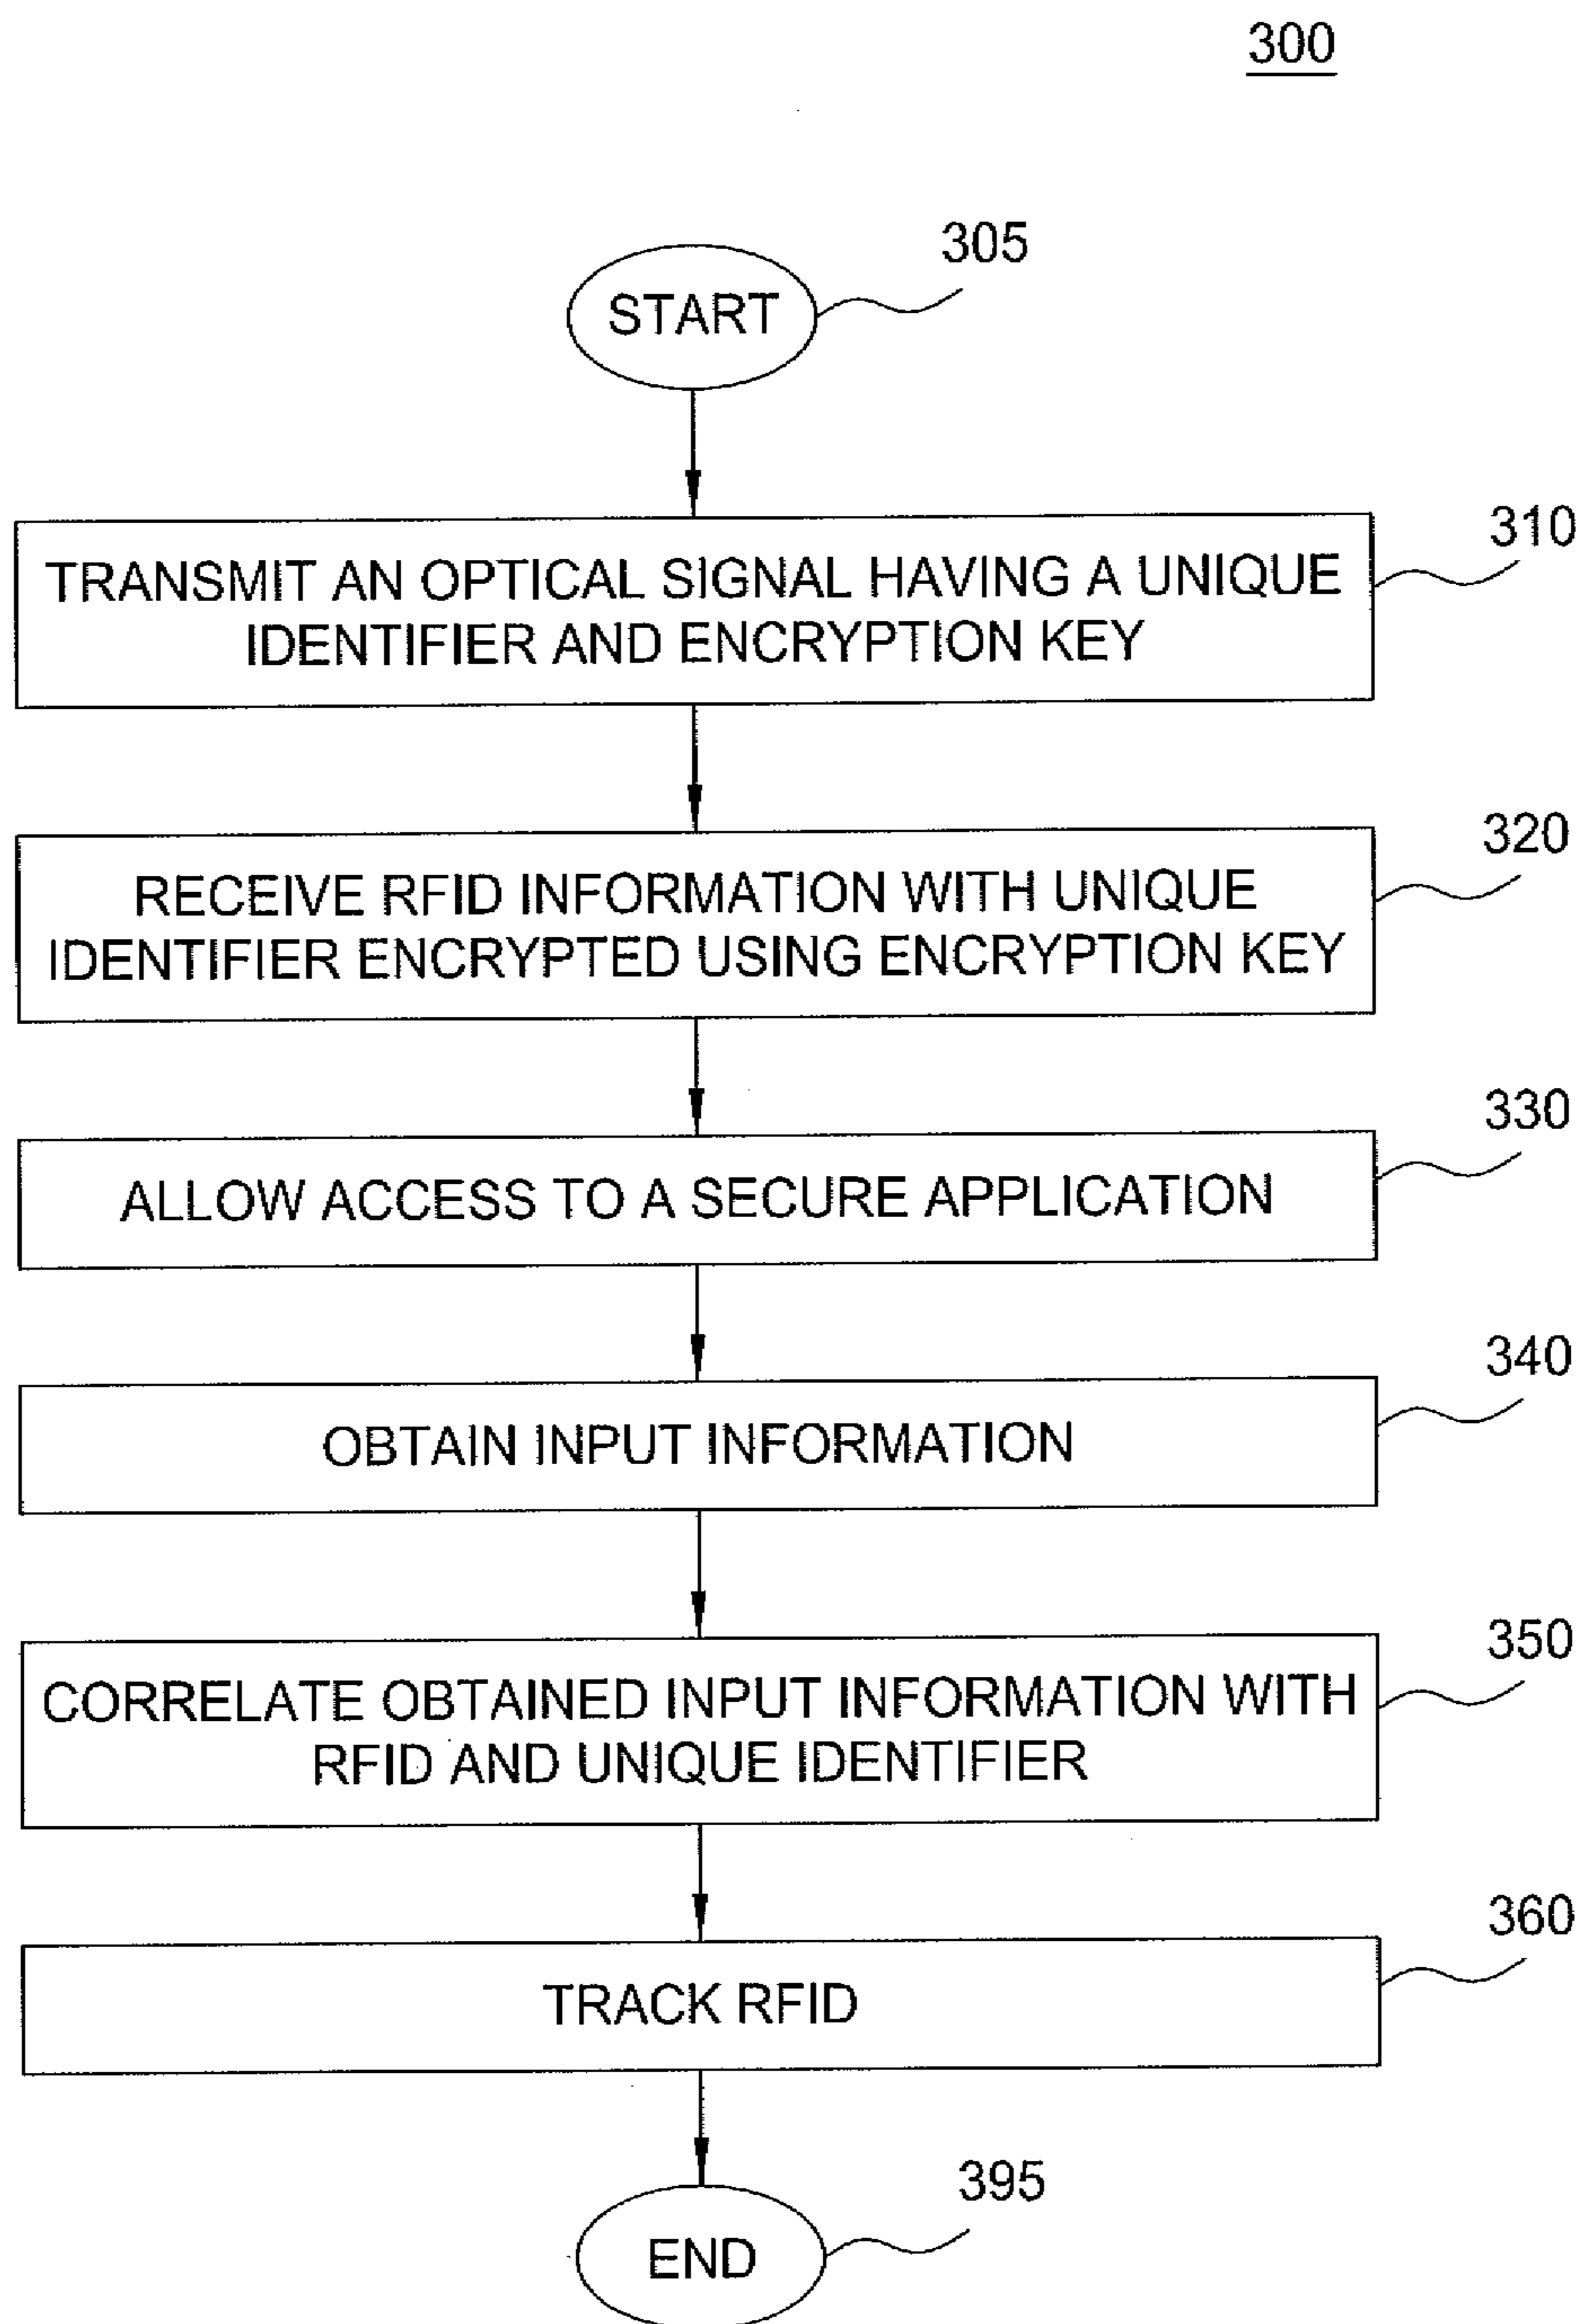 300
START
305
TRANSMIT AN OPTICAL SIGNAL HAVING A UNIQUE
IDENTIFIER AND ENCRYPTION KEY
310
RECEIVE RFID INFORMATION WITH UNIQUE
IDENTIFIER ENCRYPTED USING ENCRYPTION KEY
320
ALLOW ACCESS TO A SECURE APPLICATION
330
OBTAIN INPUT INFORMATION
340
CORRELATE OBTAINED INPUT INFORMATION WITH
RFID AND UNIQUE IDENTIFIER
350
TRACK RFID
360
END
395